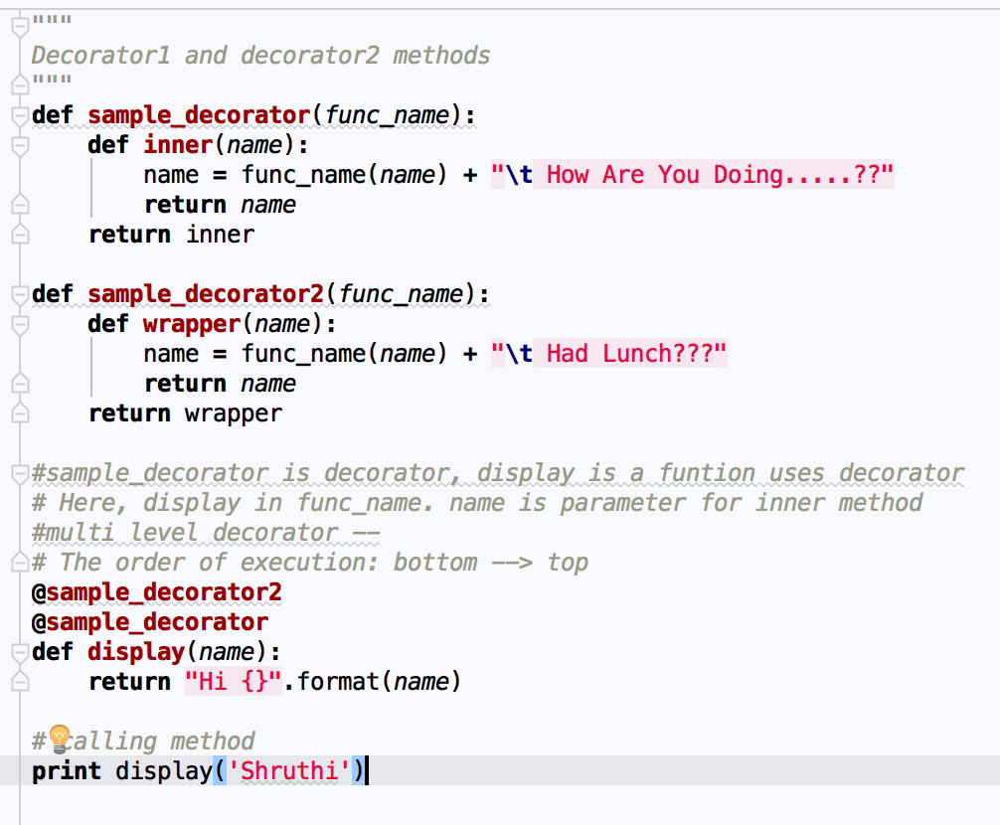 """
Decorator1 and decorator2 methods
"""
def sample_decorator(func_name):
    def inner(name):
        name = func_name(name) + "\t How Are You Doing.....??"
        return name
    return inner

def sample_decorator2(func_name):
    def wrapper(name):
        name = func_name(name) + "\t Had Lunch???"
        return name
    return wrapper

#sample_decorator is decorator, display is a funtion uses decorator
# Here, display in func_name. name is parameter for inner method
#multi level decorator --
# The order of execution: bottom --> top
@sample_decorator2
@sample_decorator
def display(name):
    return "Hi {}".format(name)

# calling method
print display('Shruthi')